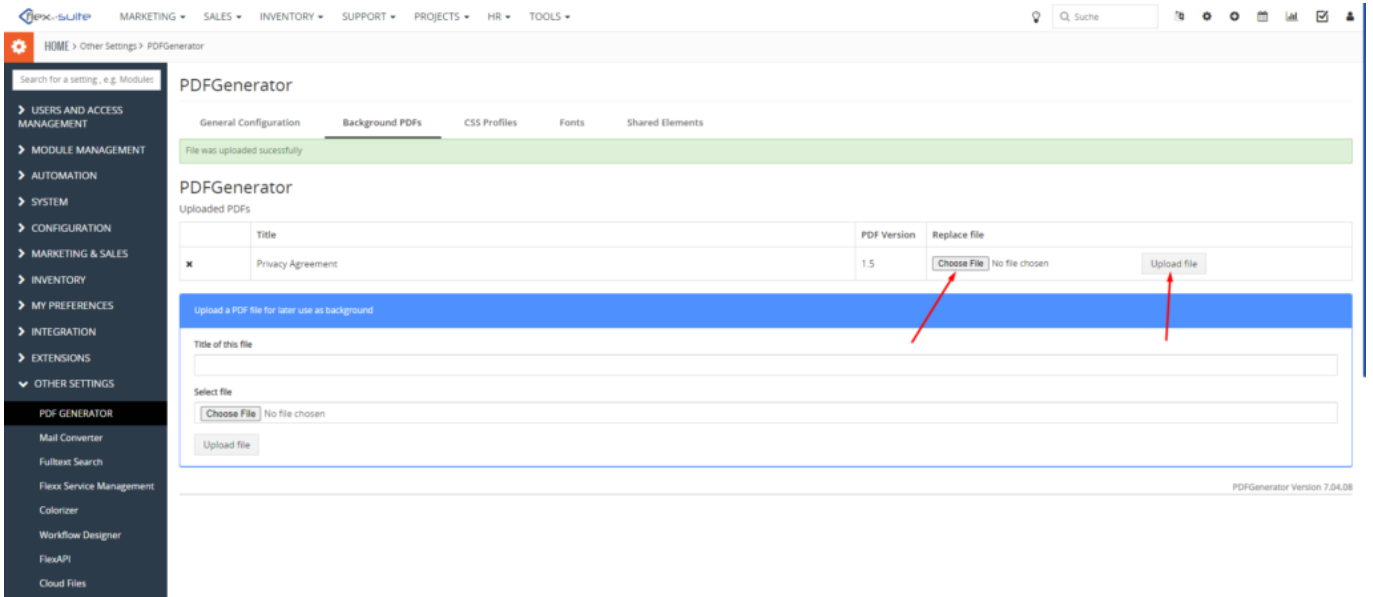 flexx-suite MARKETING SALES INVENTORY SUPPORT PROJECTS HR TOOLS Suche
HOME > Other Settings > PDFGenerator
Search for a setting , e.g. Modules
USERS AND ACCESS
MANAGEMENT
MODULE MANAGEMENT
AUTOMATION
SYSTEM
CONFIGURATION
MARKETING & SALES
INVENTORY
MY PREFERENCES
INTEGRATION
EXTENSIONS
OTHER SETTINGS
PDF GENERATOR
Mail Converter
Fulltext Search
Flexx Service Management
Colorizer
Workflow Designer
FlexAPI
Cloud Files
PDFGenerator
General Configuration Background PDFs CSS Profiles Fonts Shared Elements
File was uploaded sucessfully
PDFGenerator
Uploaded PDFs
Title PDF Version Replace file
Privacy Agreement 1.5 Choose File No file chosen Upload file
Upload a PDF file for later use as background
Title of this file
Select file
Choose File No file chosen
Upload file
PDFGenerator Version 7.04.08